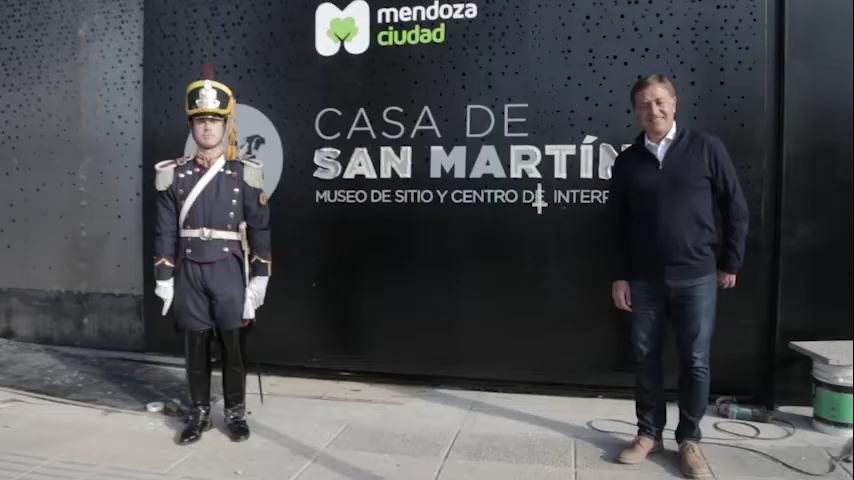 mendoza
ciudad
CASA DE
SAN MARTÍN
MUSEO DE SITIO Y CENTRO DE INTERP